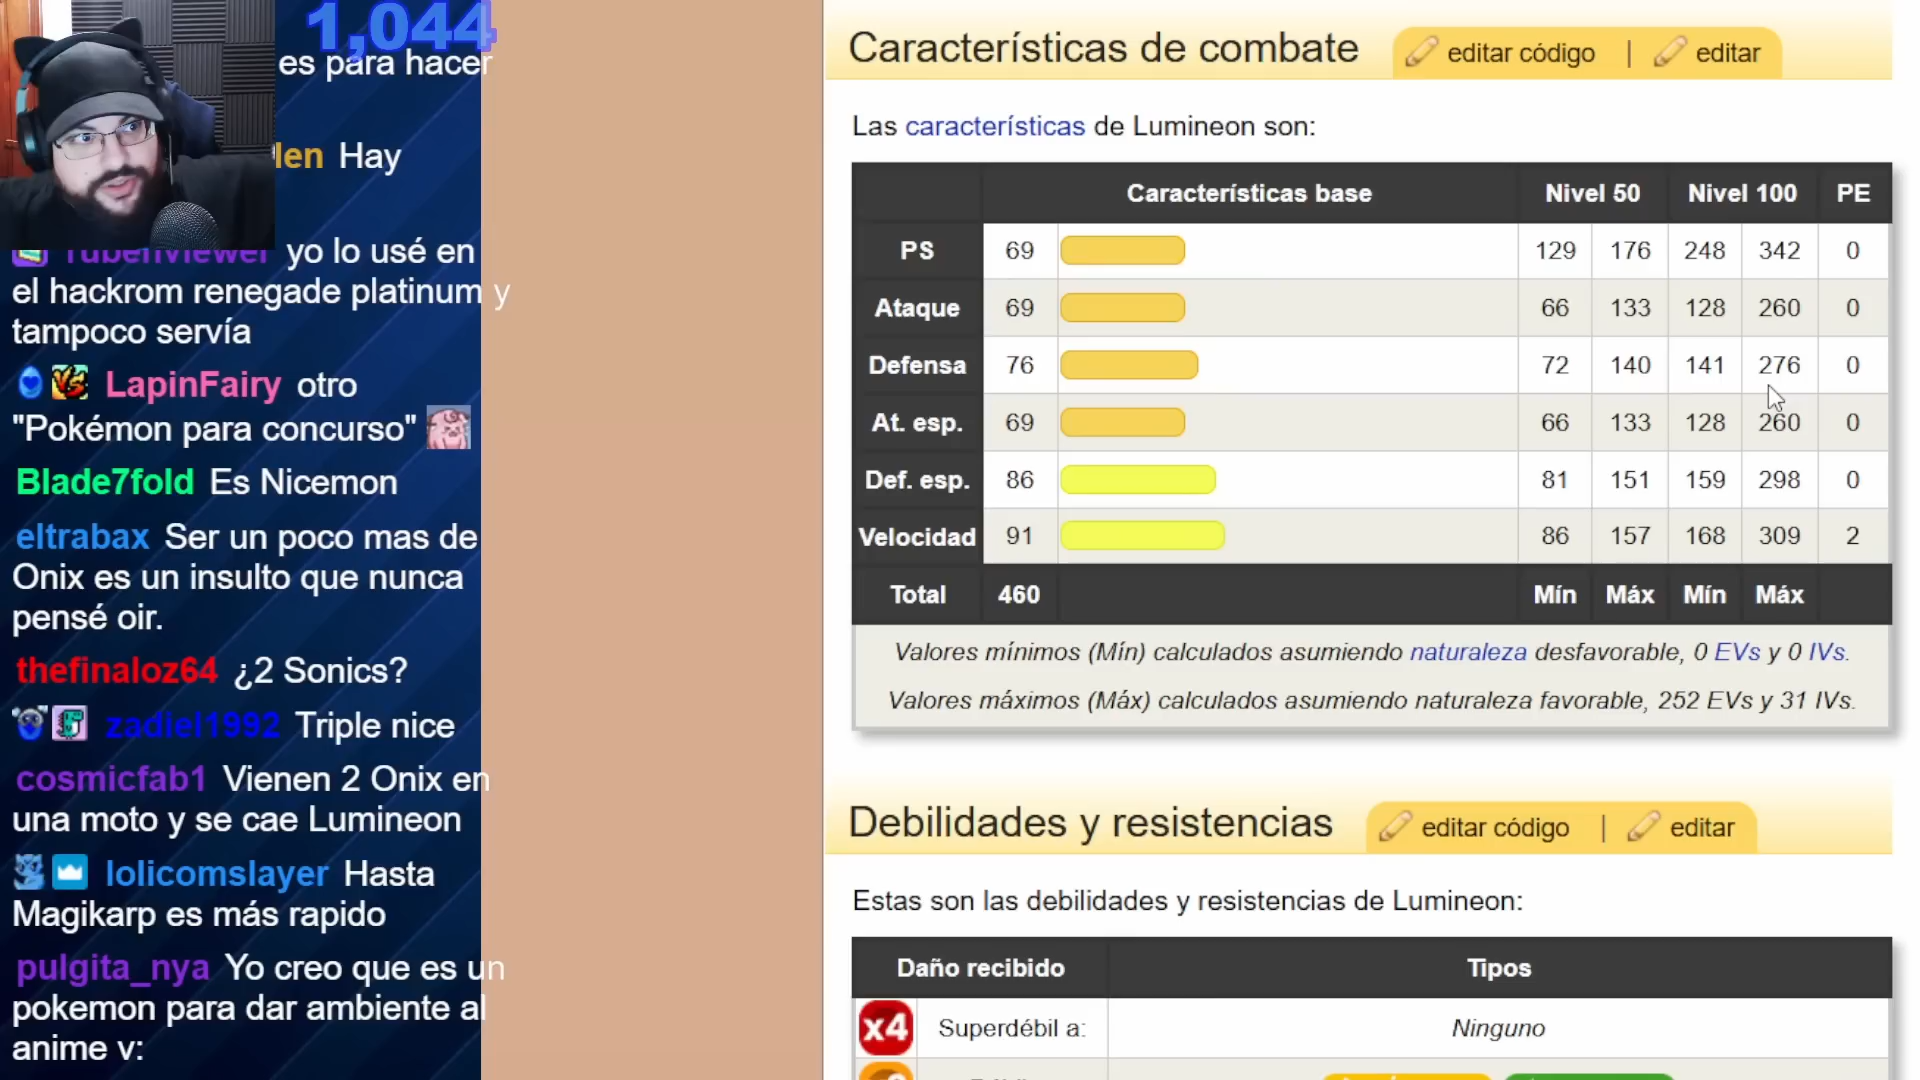 1,044
es para hacer
len Hay
rubenviewer yo lo usé en
el hackrom renegade platinum y
tampoco servía
LapinFairy otro
"Pokémon para concurso"
Blade7fold Es Nicemon
eltrabax Ser un poco mas de
Onix es un insulto que nunca
pensé oir.
thefinaloz64 ¿2 Sonics?
zadiel1992 Triple nice
cosmicfab1 Vienen 2 Onix en
una moto y se cae Lumineon
lolicomslayer Hasta
Magikarp es más rapido
pulgita_nya Yo creo que es un
pokemon para dar ambiente al
anime v:
Características de combate editar código | editar
Las características de Lumineon son:
Características base Nivel 50 Nivel 100 PE
PS 69 129 176 248 342 0
Ataque 69 66 133 128 260 0
Defensa 76 72 140 141 276 0
At. esp. 69 66 133 128 260 0
Def. esp. 86 81 151 159 298 0
Velocidad 91 86 157 168 309 2
Total 460 Mín Máx Mín Máx
Valores mínimos (Mín) calculados asumiendo naturaleza desfavorable, 0 EVs y 0 IVs.
Valores máximos (Máx) calculados asumiendo naturaleza favorable, 252 EVs y 31 IVs.
Debilidades y resistencias editar código | editar
Estas son las debilidades y resistencias de Lumineon:
Daño recibido Tipos
x4 Superdébil a: Ninguno